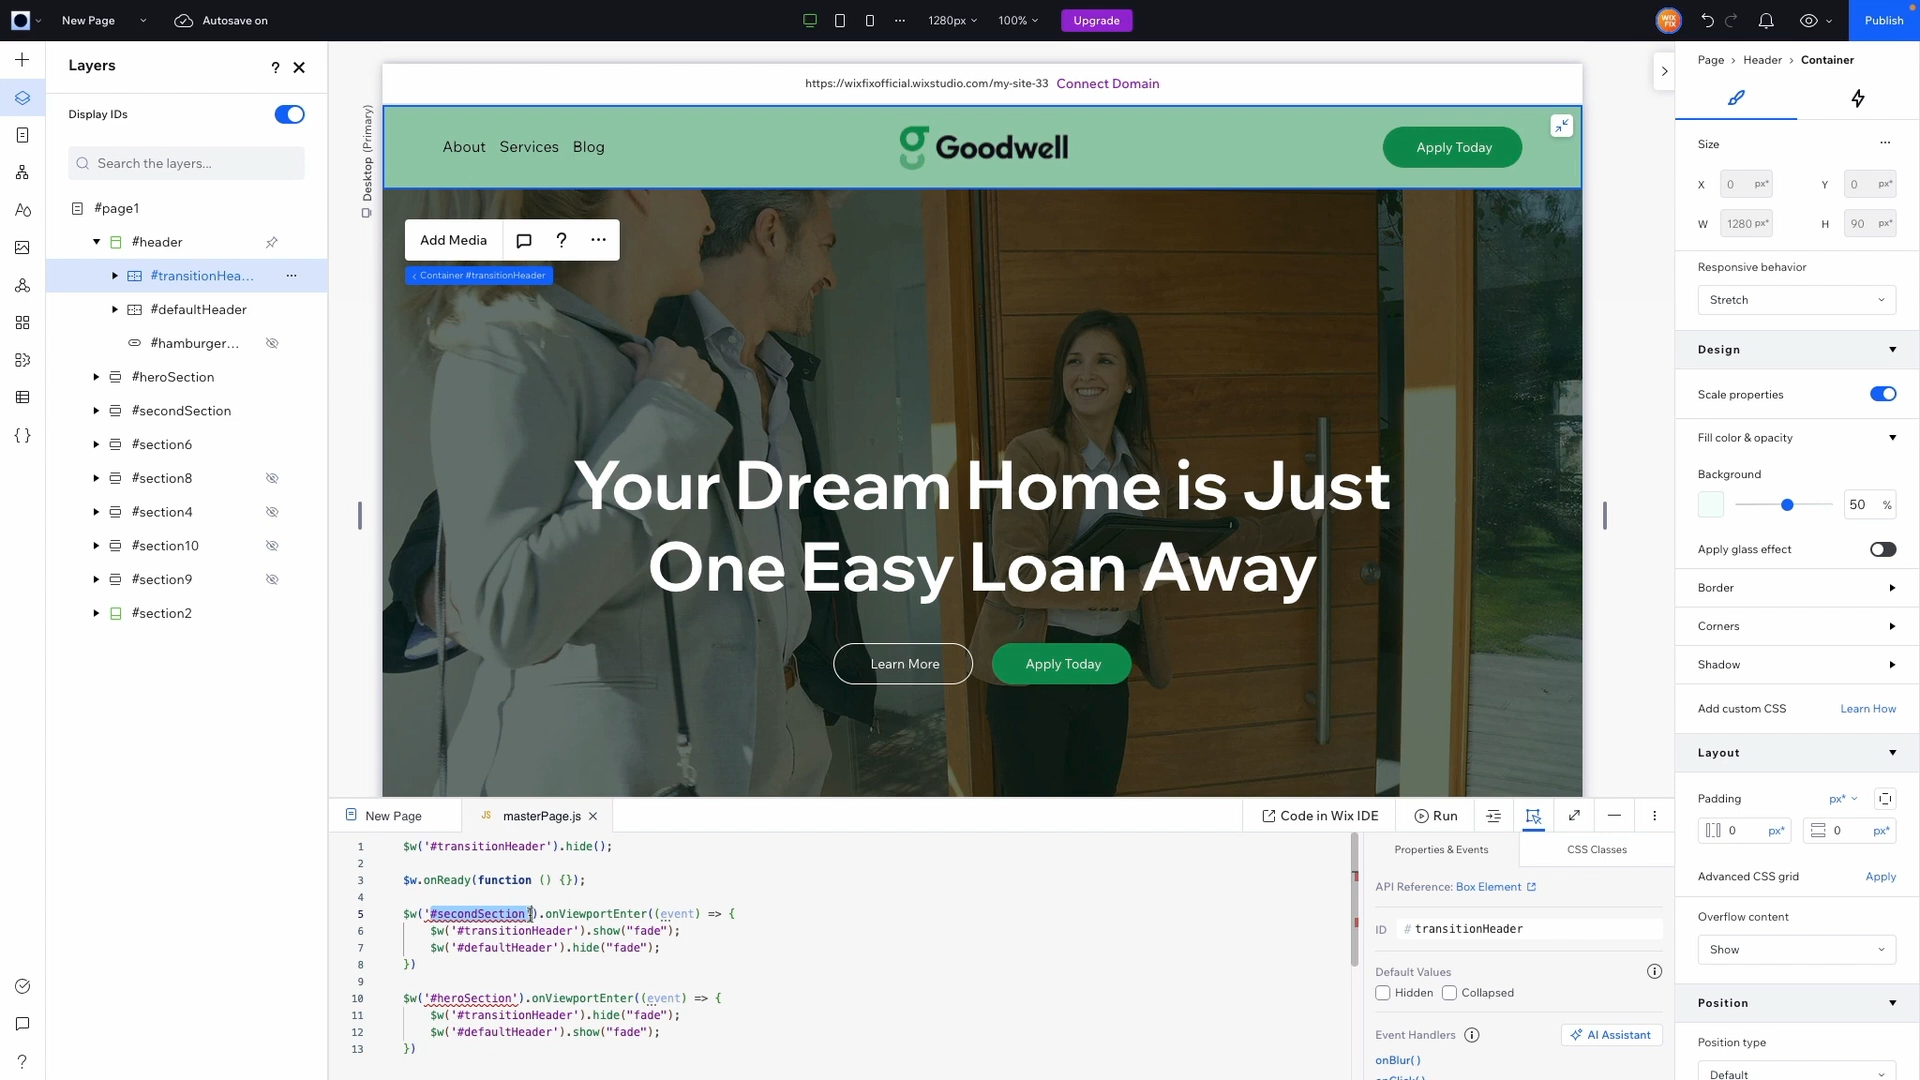 New Page
Autosave on
1280px
100%
Upgrade
WIX FIX
Publish
Layers
?
Display IDs
Search the layers...
#page1
#header
#transitionHea...
#defaultHeader
#hamburger...
#heroSection
#secondSection
#section6
#section8
#section4
#section10
#section9
#section2
Desktop (Primary)
https://wixfixofficial.wixstudio.com/my-site-33 Connect Domain
About Services Blog
g Goodwell
Apply Today
Add Media
?
Container #transitionHeader
Your Dream Home is Just
One Easy Loan Away
Learn More
Apply Today
New Page
JS masterPage.js
Code in Wix IDE
Run
1 $w('#transitionHeader').hide();
2
3 $w.onReady(function () {});
4
5 $w('#secondSection').onViewportEnter((event) => {
6 $w('#transitionHeader').show("fade");
7 $w('#defaultHeader').hide("fade");
8 })
9
10 $w('#heroSection').onViewportEnter((event) => {
11 $w('#transitionHeader').hide("fade");
12 $w('#defaultHeader').show("fade");
13 })
Properties & Events
CSS Classes
API Reference: Box Element
ID # transitionHeader
Default Values
Hidden Collapsed
Event Handlers
AI Assistant
onBlur()
onClick()
Page > Header > Container
Size
X 0 px* Y 0 px*
W 1280 px* H 90 px*
Responsive behavior
Stretch
Design
Scale properties
Fill color & opacity
Background
50 %
Apply glass effect
Border
Corners
Shadow
Add custom CSS Learn How
Layout
Padding px*
0 px* 0 px*
Advanced CSS grid Apply
Overflow content
Show
Position
Position type
Default